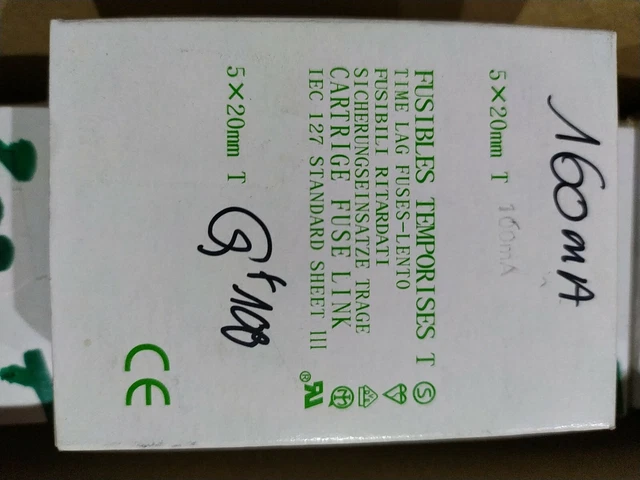 160mA
5×20mm T 160mA
FUSIBLES TEMPORISES T
TIME LAG FUSES-LENTO
FUSIBILI RITARDATI
SICHERUNGSEINSATZE TRAGE
CARTRIGE FUSE LINK
IEC 127 STANDARD SHEET III
5×20mm T
CE